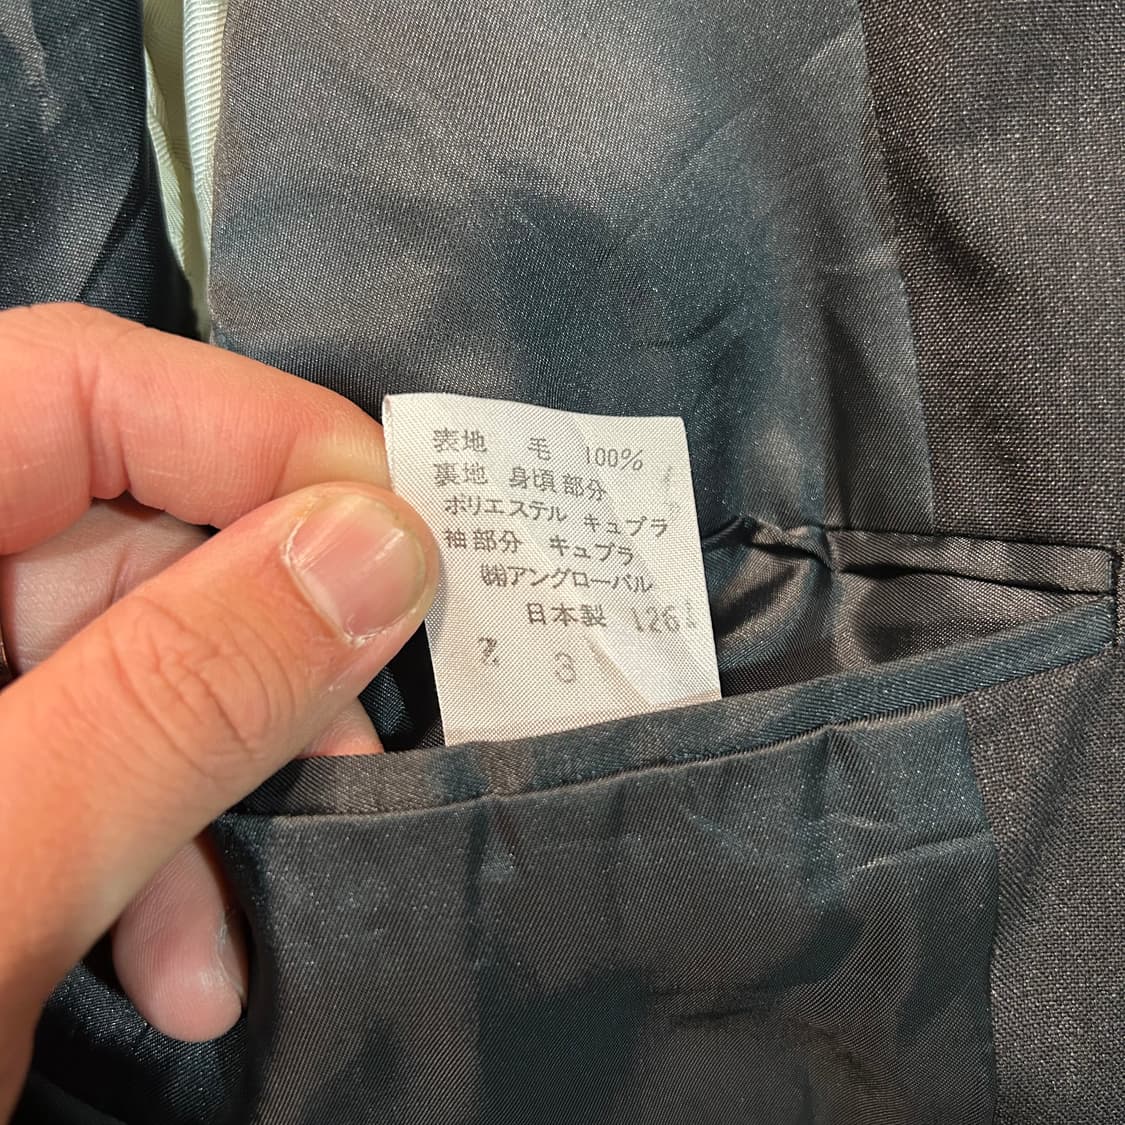 表地 毛 100%
裏地 身頃部分
ポリエステル キュプラ
袖部分 キュプラ
㈱アングローバル
日本製 126
3